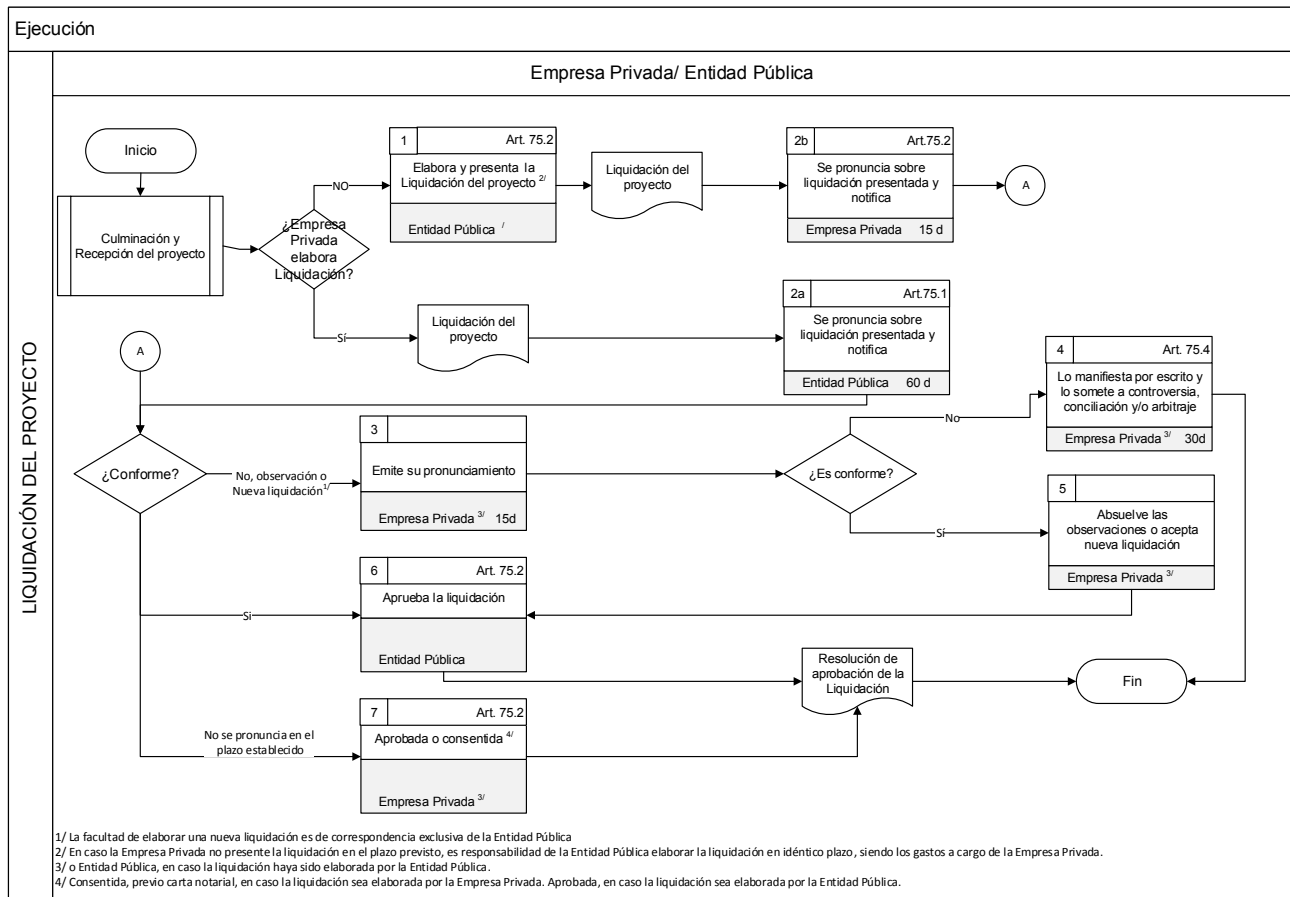 Ejecución
LIQUIDACIÓN DEL PROYECTO
Empresa Privada/ Entidad Pública
Inicio
Culminación y
Recepción del proyecto
¿Empresa
Privada
elabora
Liquidación?
NO
1
Art. 75.2
Elabora y presenta la
Liquidación del proyecto 2/
Entidad Pública /
Liquidación del
proyecto
2b
Art.75.2
Se pronuncia sobre
liquidación presentada y
notifica
Empresa Privada 15 d
A
Sí
Liquidación del
proyecto
2a
Art.75.1
Se pronuncia sobre
liquidación presentada y
notifica
Entidad Pública 60 d
A
¿Conforme?
No, observación o
Nueva liquidación1/
3
Emite su pronunciamiento
Empresa Privada 3/ 15d
¿Es conforme?
No
4
Art. 75.4
Lo manifiesta por escrito y
lo somete a controversia,
conciliación y/o arbitraje
Empresa Privada 3/ 30d
Sí
5
Absuelve las
observaciones o acepta
nueva liquidación
Empresa Privada 3/
Si
6
Art. 75.2
Aprueba la liquidación
Entidad Pública
Resolución de
aprobación de la
Liquidación
Fin
No se pronuncia en el
plazo establecido
7
Art. 75.2
Aprobada o consentida 4/
Empresa Privada 3/
1/ La facultad de elaborar una nueva liquidación es de correspondencia exclusiva de la Entidad Pública
2/ En caso la Empresa Privada no presente la liquidación en el plazo previsto, es responsabilidad de la Entidad Pública elaborar la liquidación en idéntico plazo, siendo los gastos a cargo de la Empresa Privada.
3/ o Entidad Pública, en caso la liquidación haya sido elaborada por la Entidad Pública.
4/ Consentida, previo carta notarial, en caso la liquidación sea elaborada por la Empresa Privada. Aprobada, en caso la liquidación sea elaborada por la Entidad Pública.